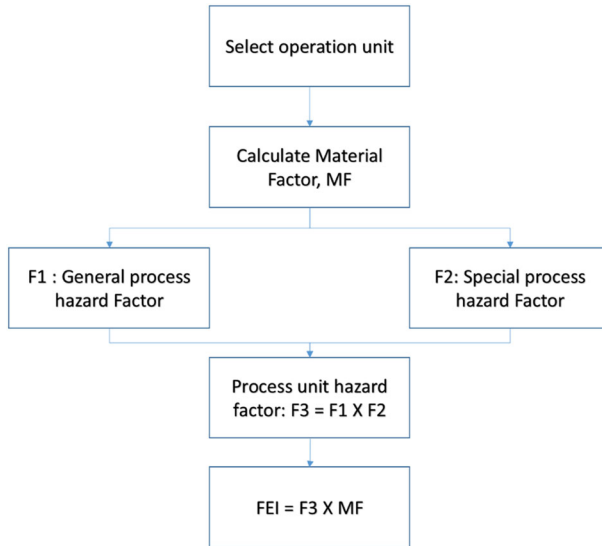 Select operation unit
Calculate Material
Factor, MF
F1 : General process
hazard Factor
F2: Special process
hazard Factor
Process unit hazard
factor: F3 = F1 X F2
FEI = F3 X MF